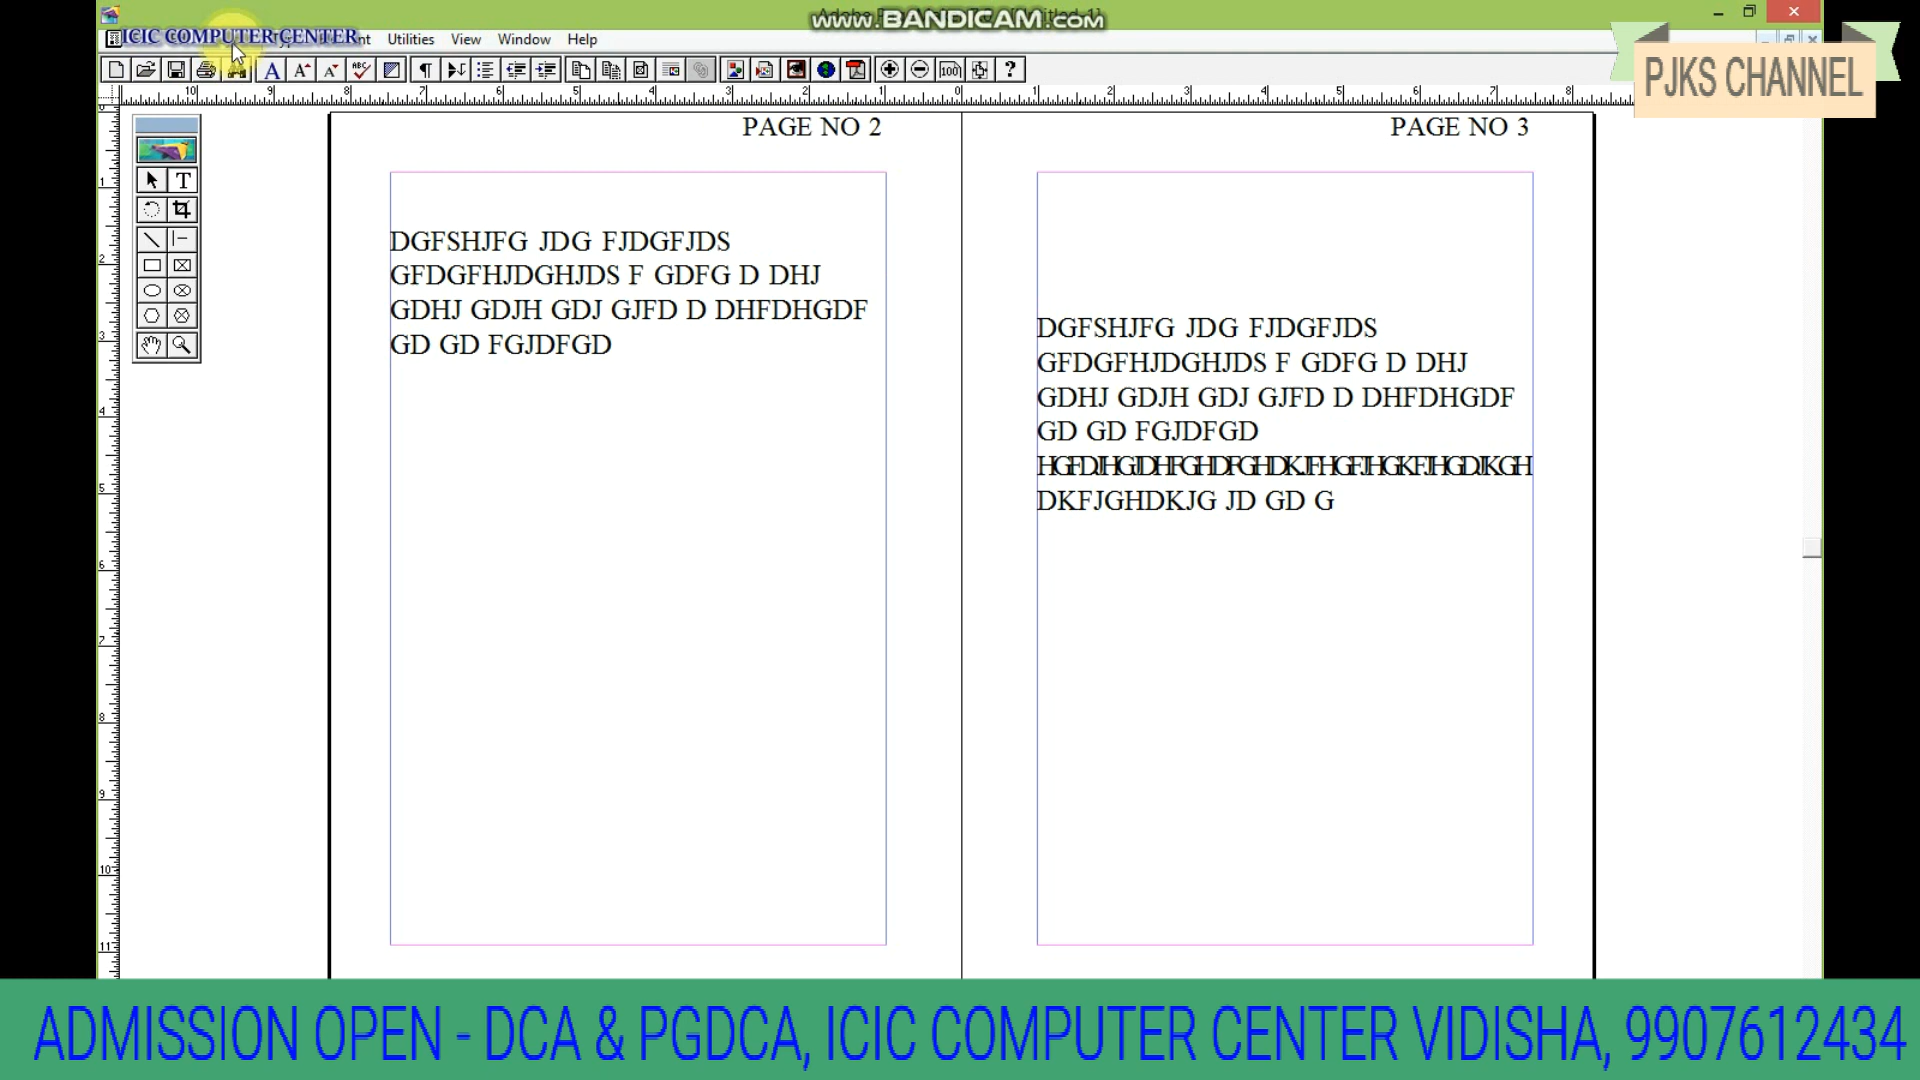 www.BANDICAM.com
ICIC COMPUTER CENTER
Utilities View Window Help
PJKS CHANNEL
PAGE NO 2
DGFSHJFG JDG FJDGFJDS
GFDGFHJDGHJDS F GDFG D DHJ
GDHJ GDJH GDJ GJFD D DHFDHGDF
GD GD FGJDFGD
PAGE NO 3
DGFSHJFG JDG FJDGFJDS
GFDGFHJDGHJDS F GDFG D DHJ
GDHJ GDJH GDJ GJFD D DHFDHGDF
GD GD FGJDFGD
DKFJGHDKJG JD GD G
ADMISSION OPEN - DCA & PGDCA, ICIC COMPUTER CENTER VIDISHA, 9907612434